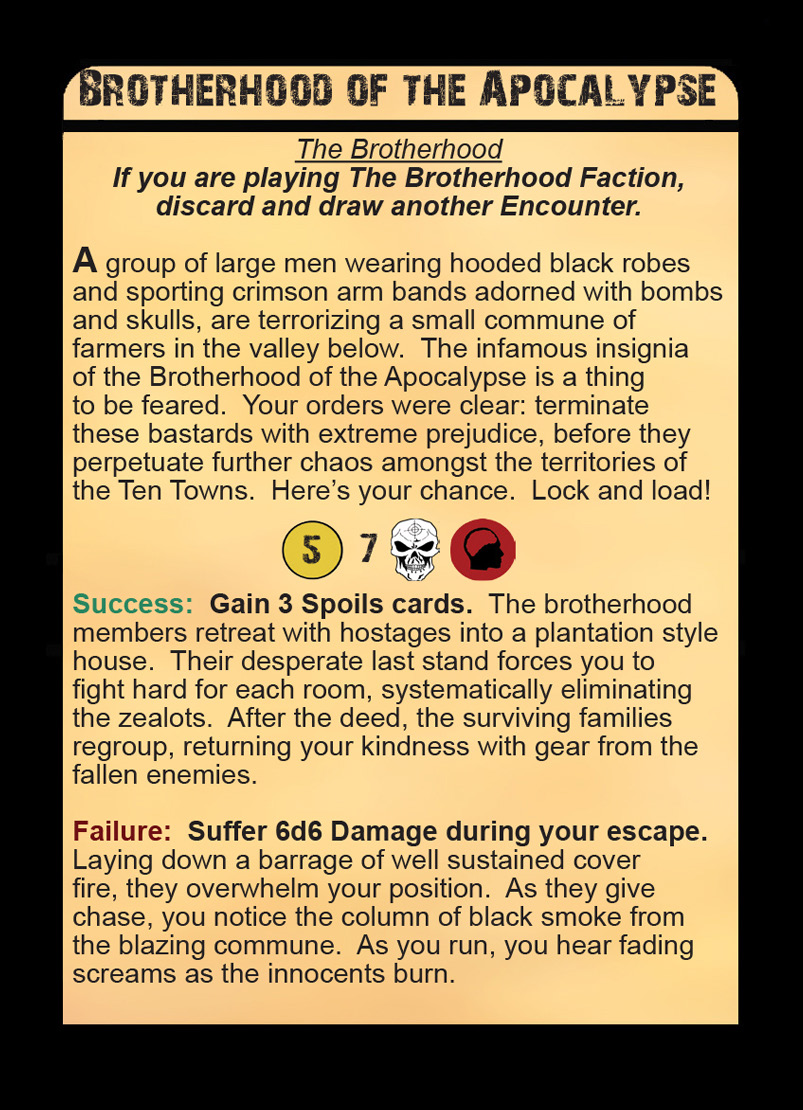 Brotherhood of the Apocalypse
The Brotherhood
If you are playing The Brotherhood Faction,
discard and draw another Encounter.
A group of large men wearing hooded black robes
and sporting crimson arm bands adorned with bombs
and skulls, are terrorizing a small commune of
farmers in the valley below.  The infamous insignia
of the Brotherhood of the Apocalypse is a thing
to be feared.  Your orders were clear: terminate
these bastards with extreme prejudice, before they
perpetuate further chaos amongst the territories of
the Ten Towns.  Here's your chance.  Lock and load!
5 7
Success:  Gain 3 Spoils cards.  The brotherhood
members retreat with hostages into a plantation style
house.  Their desperate last stand forces you to
fight hard for each room, systematically eliminating
the zealots.  After the deed, the surviving families
regroup, returning your kindness with gear from the
fallen enemies.
Failure:  Suffer 6d6 Damage during your escape.
Laying down a barrage of well sustained cover
fire, they overwhelm your position.  As they give
chase, you notice the column of black smoke from
the blazing commune.  As you run, you hear fading
screams as the innocents burn.